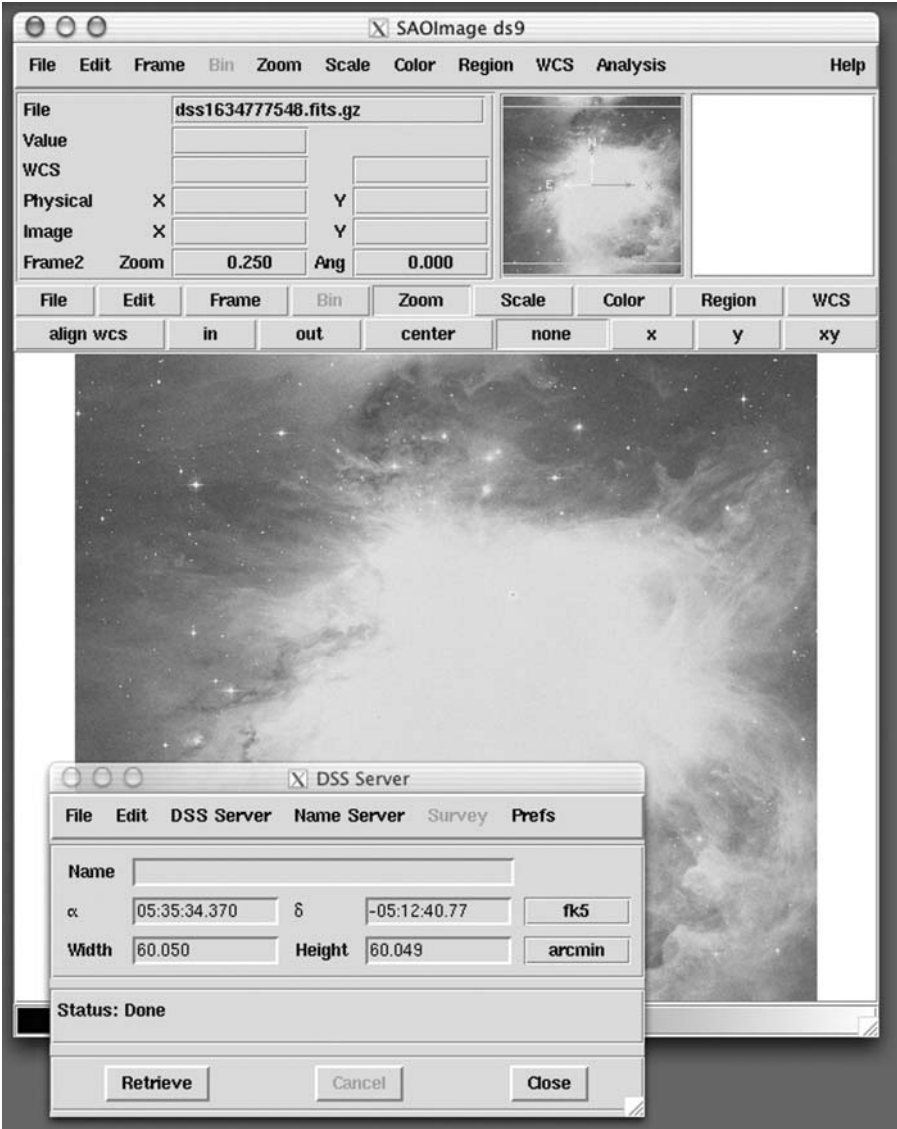 X SAOImage ds9
File Edit Frame Bin Zoom Scale Color Region WCS Analysis Help
File dss1634777548.fits.gz
Value
WCS
Physical X Y
Image X Y
Frame2 Zoom 0.250 Ang 0.000
N
E X
File Edit Frame Bin Zoom Scale Color Region WCS
align wcs in out center none x y xy
X DSS Server
File Edit DSS Server Name Server Survey Prefs
Name
α 05:35:34.370 δ -05:12:40.77 fk5
Width 60.050 Height 60.049 arcmin
Status: Done
Retrieve Cancel Close